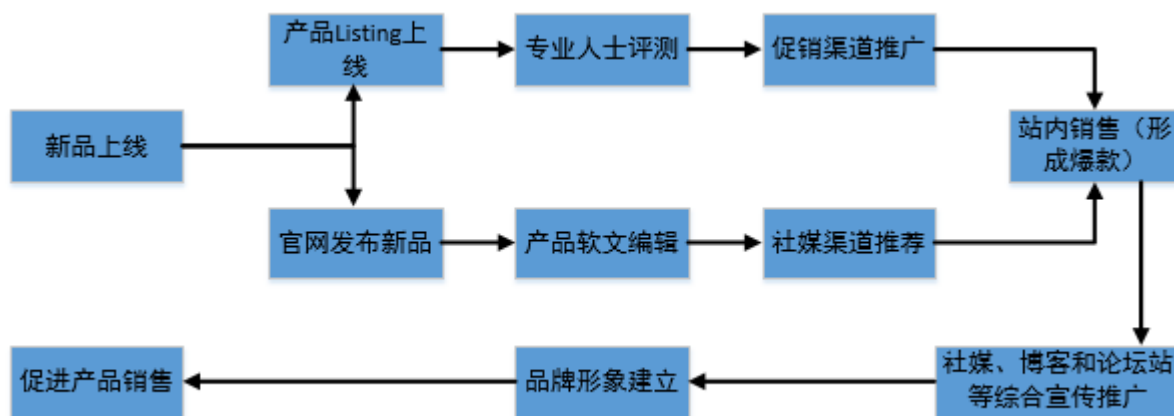 产品Listing上
线
专业人士评测
促销渠道推广
新品上线
站内销售（形
成爆款）
官网发布新品
产品软文编辑
社媒渠道推荐
促进产品销售
品牌形象建立
社媒、博客和论坛站
等综合宣传推广